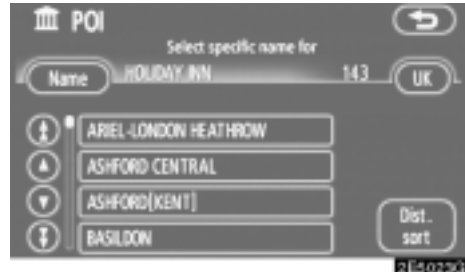 POI
Select specific name for
Name HOLIDAY INN 143 UK
ARIEL-LONDON HEATHROW
ASHFORD CENTRAL
ASHFORD[KENT]
BASILDON
Dist.
sort